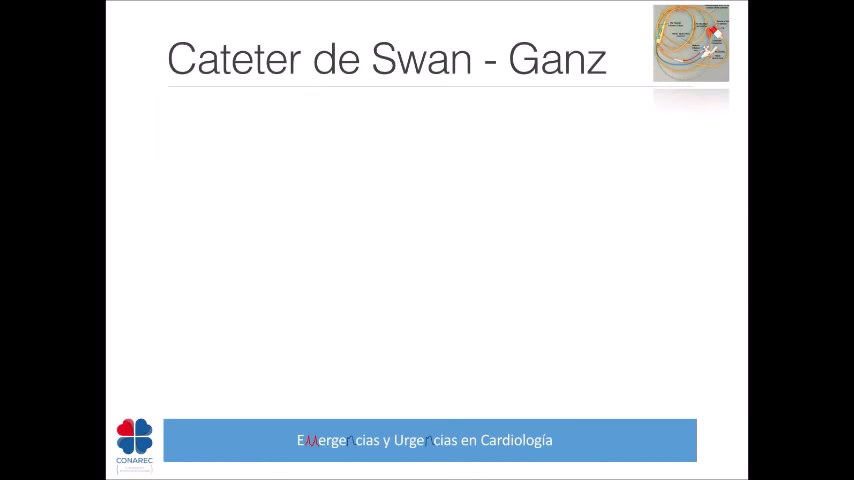 Cateter de Swan - Ganz
Emergencias y Urgencias en Cardiología
CONAREC